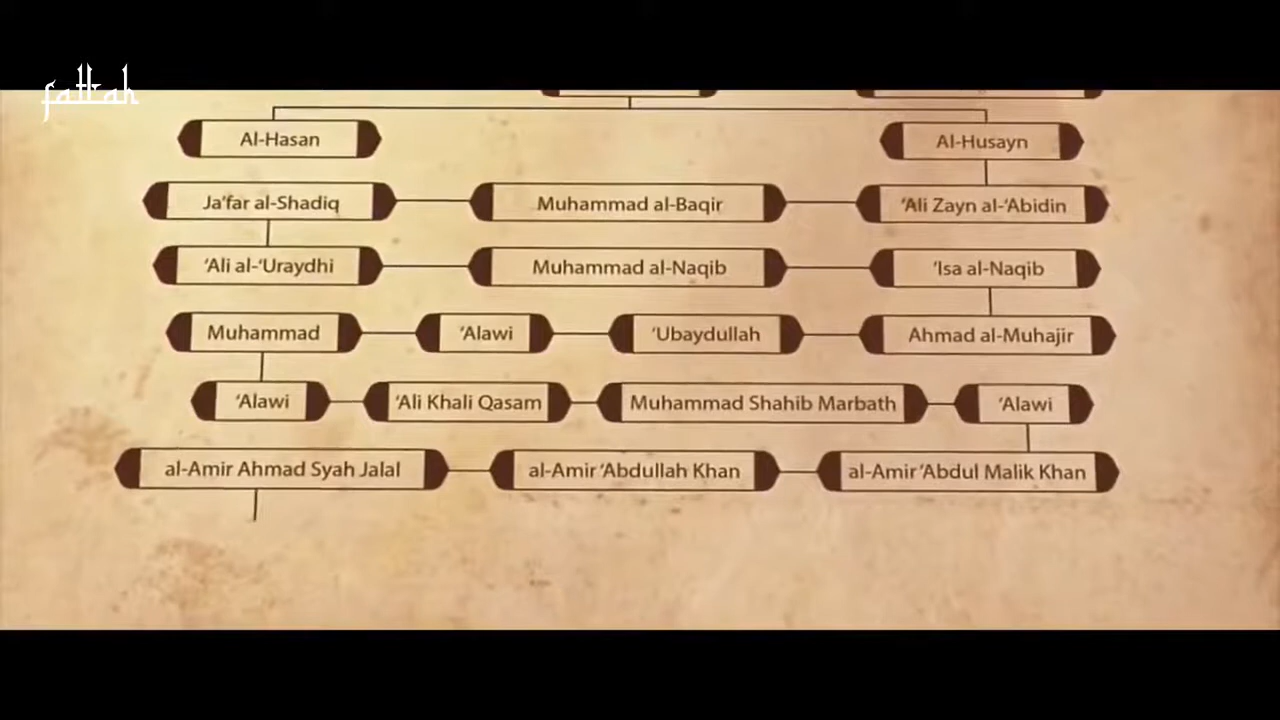 fattah
Al-Hasan
Al-Husayn
Ja‘far al-Shadiq
Muhammad al-Baqir
‘Ali Zayn al-‘Abidin
‘Ali al-‘Uraydhi
Muhammad al-Naqib
‘Isa al-Naqib
Muhammad
‘Alawi
‘Ubaydullah
Ahmad al-Muhajir
‘Alawi
‘Ali Khali Qasam
Muhammad Shahib Marbath
‘Alawi
al-Amir Ahmad Syah Jalal
al-Amir ‘Abdullah Khan
al-Amir ‘Abdul Malik Khan